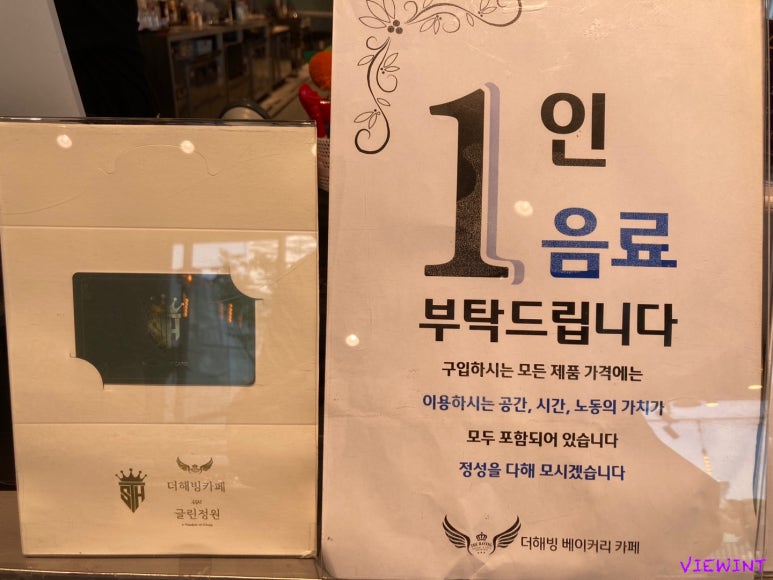 1인
음료
부탁드립니다
구입하시는 모든 제품 가격에는
이용하시는 공간, 시간, 노동의 가치가
모두 포함되어 있습니다
정성을 다해 모시겠습니다
더해빙 베이커리 카페
STH
더해빙카페
글린정원
VIEWINT